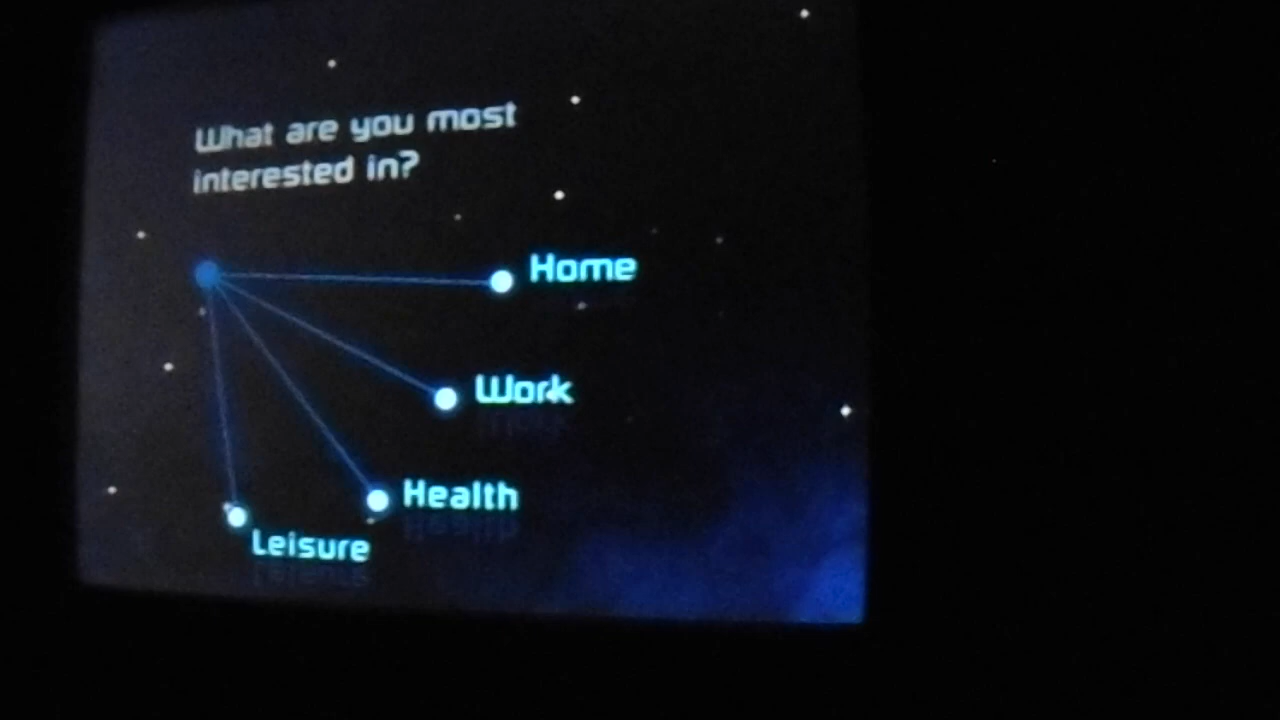 What are you most
interested in?
Home
Work
Health
Leisure